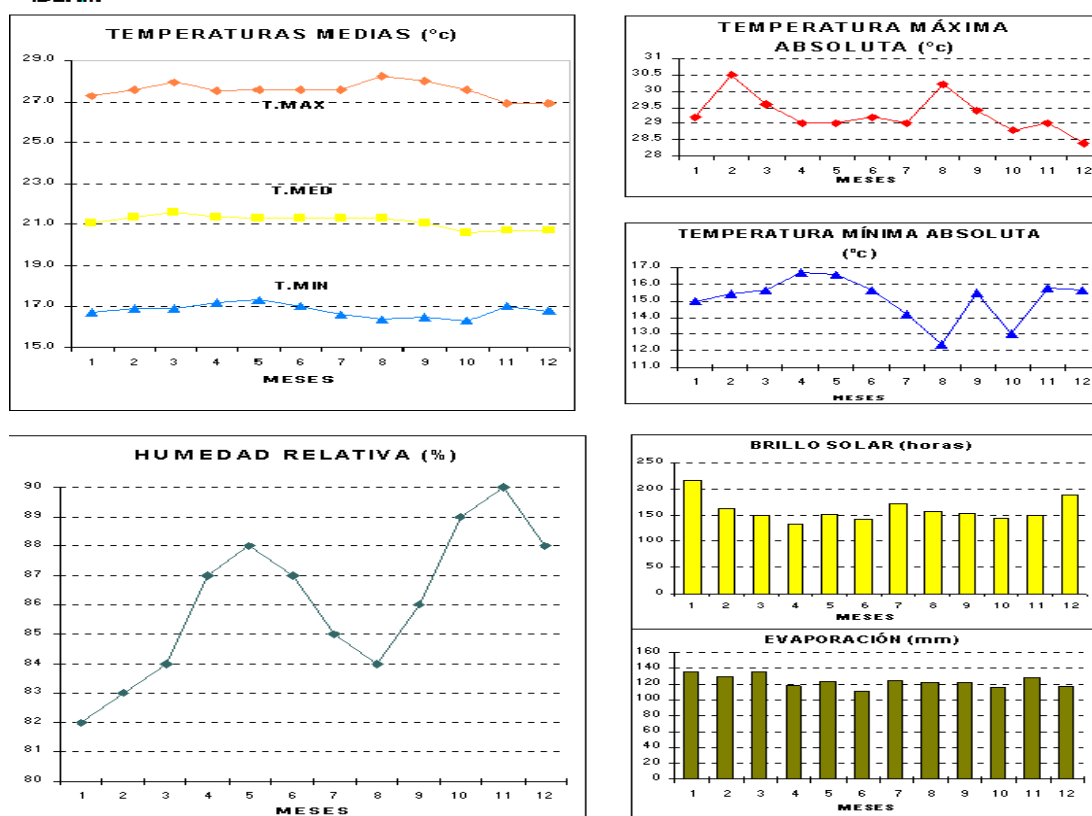 TEMPERATURAS MEDIAS (ºc)
29.0
27.0
25.0
23.0
21.0
19.0
17.0
15.0
T.MAX
T.MED
T.MIN
1 2 3 4 5 6 7 8 9 10 11 12
MESES
TEMPERATURA MÁXIMA
ABSOLUTA (ºc)
31
30.5
30
29.5
29
28.5
28
1 2 3 4 5 6 7 8 9 10 11 12
MESES
TEMPERATURA MÍNIMA ABSOLUTA
(ºc)
17.0
16.0
15.0
14.0
13.0
12.0
11.0
1 2 3 4 5 6 7 8 9 10 11 12
MESES
HUMEDAD RELATIVA (%)
90
89
88
87
86
85
84
83
82
81
80
1 2 3 4 5 6 7 8 9 10 11 12
MESES
BRILLO SOLAR (horas)
250
200
150
100
50
0
1 2 3 4 5 6 7 8 9 10 11 12
MESES
EVAPORACIÓN (mm)
160
140
120
100
80
60
40
20
0
1 2 3 4 5 6 7 8 9 10 11 12
MESES